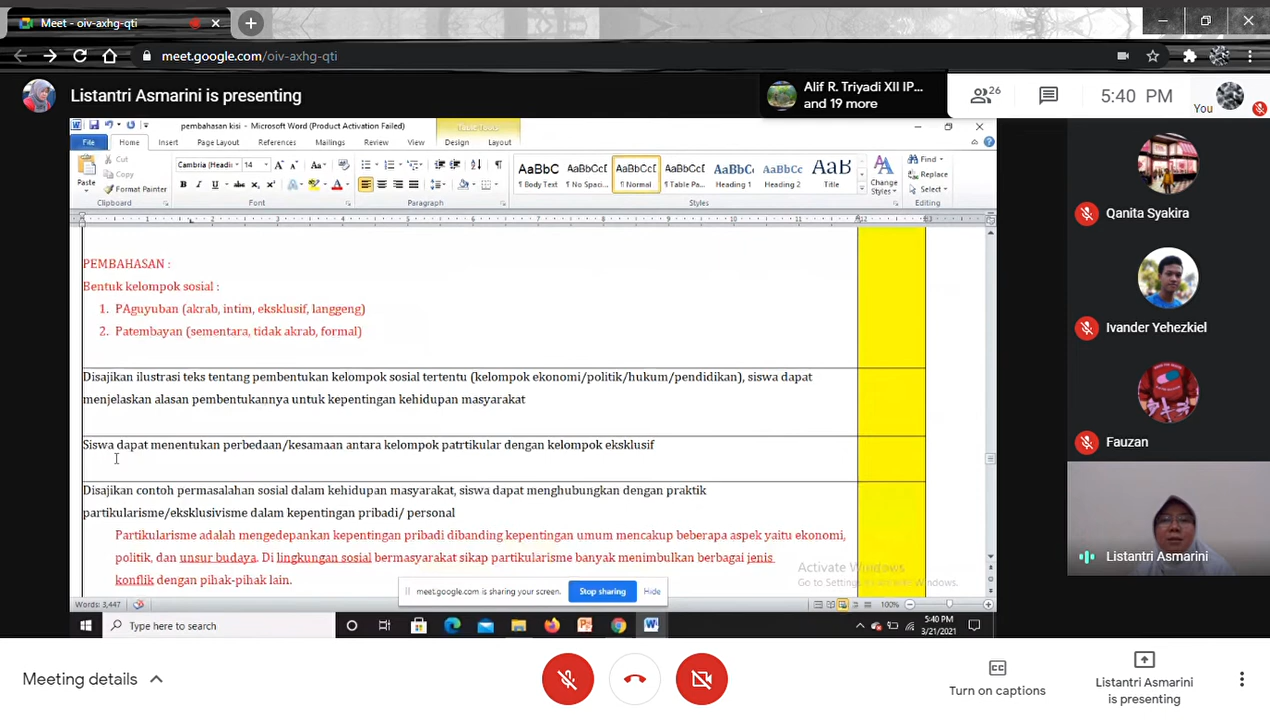 Meet - oiv-axhg-qti
meet.google.com/oiv-axhg-qti
Listantri Asmarini is presenting
Alif R. Triyadi XII IP...
and 19 more
26
5:40 PM
You
pembahasan kisi - Microsoft Word (Product Activation Failed)
Table Tools
File Home Insert Page Layout References Mailings Review View Design Layout
Paste
Cut
Copy
Format Painter
Clipboard
Cambria (Headi 14
Font
Paragraph
AaBbC AaBbCcI AaBbCcI AaBbCcI AaBbC AaBbCc AaB
¶ Body Text ¶ No Spaci... ¶ Normal ¶ Table Pa... Heading 1 Heading 2 Title
Change
Styles
Styles
Find
Replace
Select
Editing
PEMBAHASAN :
Bentuk kelompok sosial :
1. PAguyuban (akrab, intim, eksklusif, langgeng)
2. Patembayan (sementara, tidak akrab, formal)
Disajikan ilustrasi teks tentang pembentukan kelompok sosial tertentu (kelompok ekonomi/politik/hukum/pendidikan), siswa dapat
menjelaskan alasan pembentukannya untuk kepentingan kehidupan masyarakat
Siswa dapat menentukan perbedaan/kesamaan antara kelompok patrtikular dengan kelompok eksklusif
Disajikan contoh permasalahan sosial dalam kehidupan masyarakat, siswa dapat menghubungkan dengan praktik
partikularisme/eksklusivisme dalam kepentingan pribadi/ personal
Partikularisme adalah mengedepankan kepentingan pribadi dibanding kepentingan umum mencakup beberapa aspek yaitu ekonomi,
politik, dan unsur budaya. Di lingkungan sosial bermasyarakat sikap partikularisme banyak menimbulkan berbagai jenis
konflik dengan pihak-pihak lain.
Activate Windows
Go to Settings
meet.google.com is sharing your screen.
Stop sharing
Hide
Words: 3,447
100%
Type here to search
5:40 PM
3/21/2021
Qanita Syakira
Ivander Yehezkiel
Fauzan
Listantri Asmarini
Meeting details
Turn on captions
Listantri Asmarini
is presenting